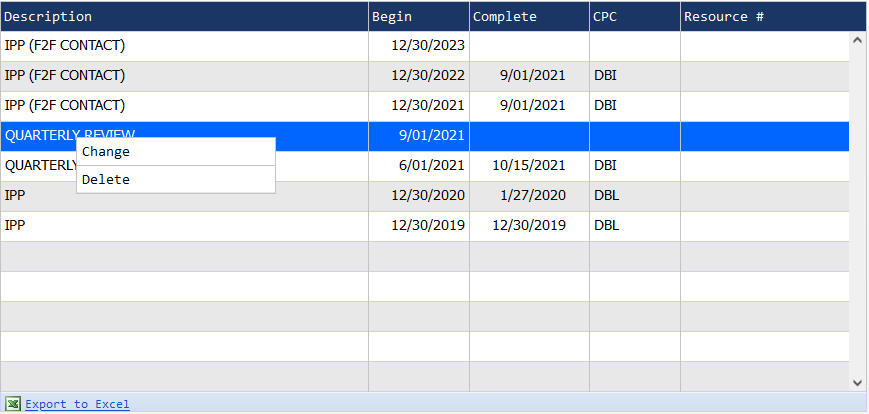 Description Begin Complete CPC Resource #
IPP (F2F CONTACT) 12/30/2023
IPP (F2F CONTACT) 12/30/2022 9/01/2021 DBI
IPP (F2F CONTACT) 12/30/2021 9/01/2021 DBI
QUARTERLY REVIEW 9/01/2021
Change
QUARTERLY 6/01/2021 10/15/2021 DBI
Delete
IPP 12/30/2020 1/27/2020 DBL
IPP 12/30/2019 12/30/2019 DBL
Export to Excel